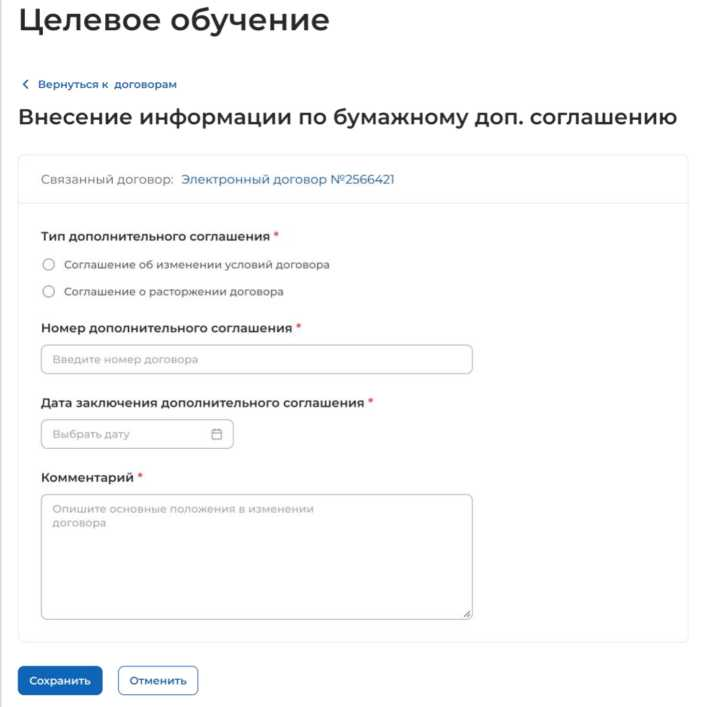 Целевое обучение
Вернуться к договорам
Внесение информации по бумажному доп. соглашению
Связанный договор: Электронный договор №2566421
Тип дополнительного соглашения *
Соглашение об изменении условий договора
Соглашение о расторжении договора
Номер дополнительного соглашения *
Введите номер договора
Дата заключения дополнительного соглашения *
Выбрать дату
Комментарий *
Опишите основные положения в изменении
договора
Сохранить Отменить